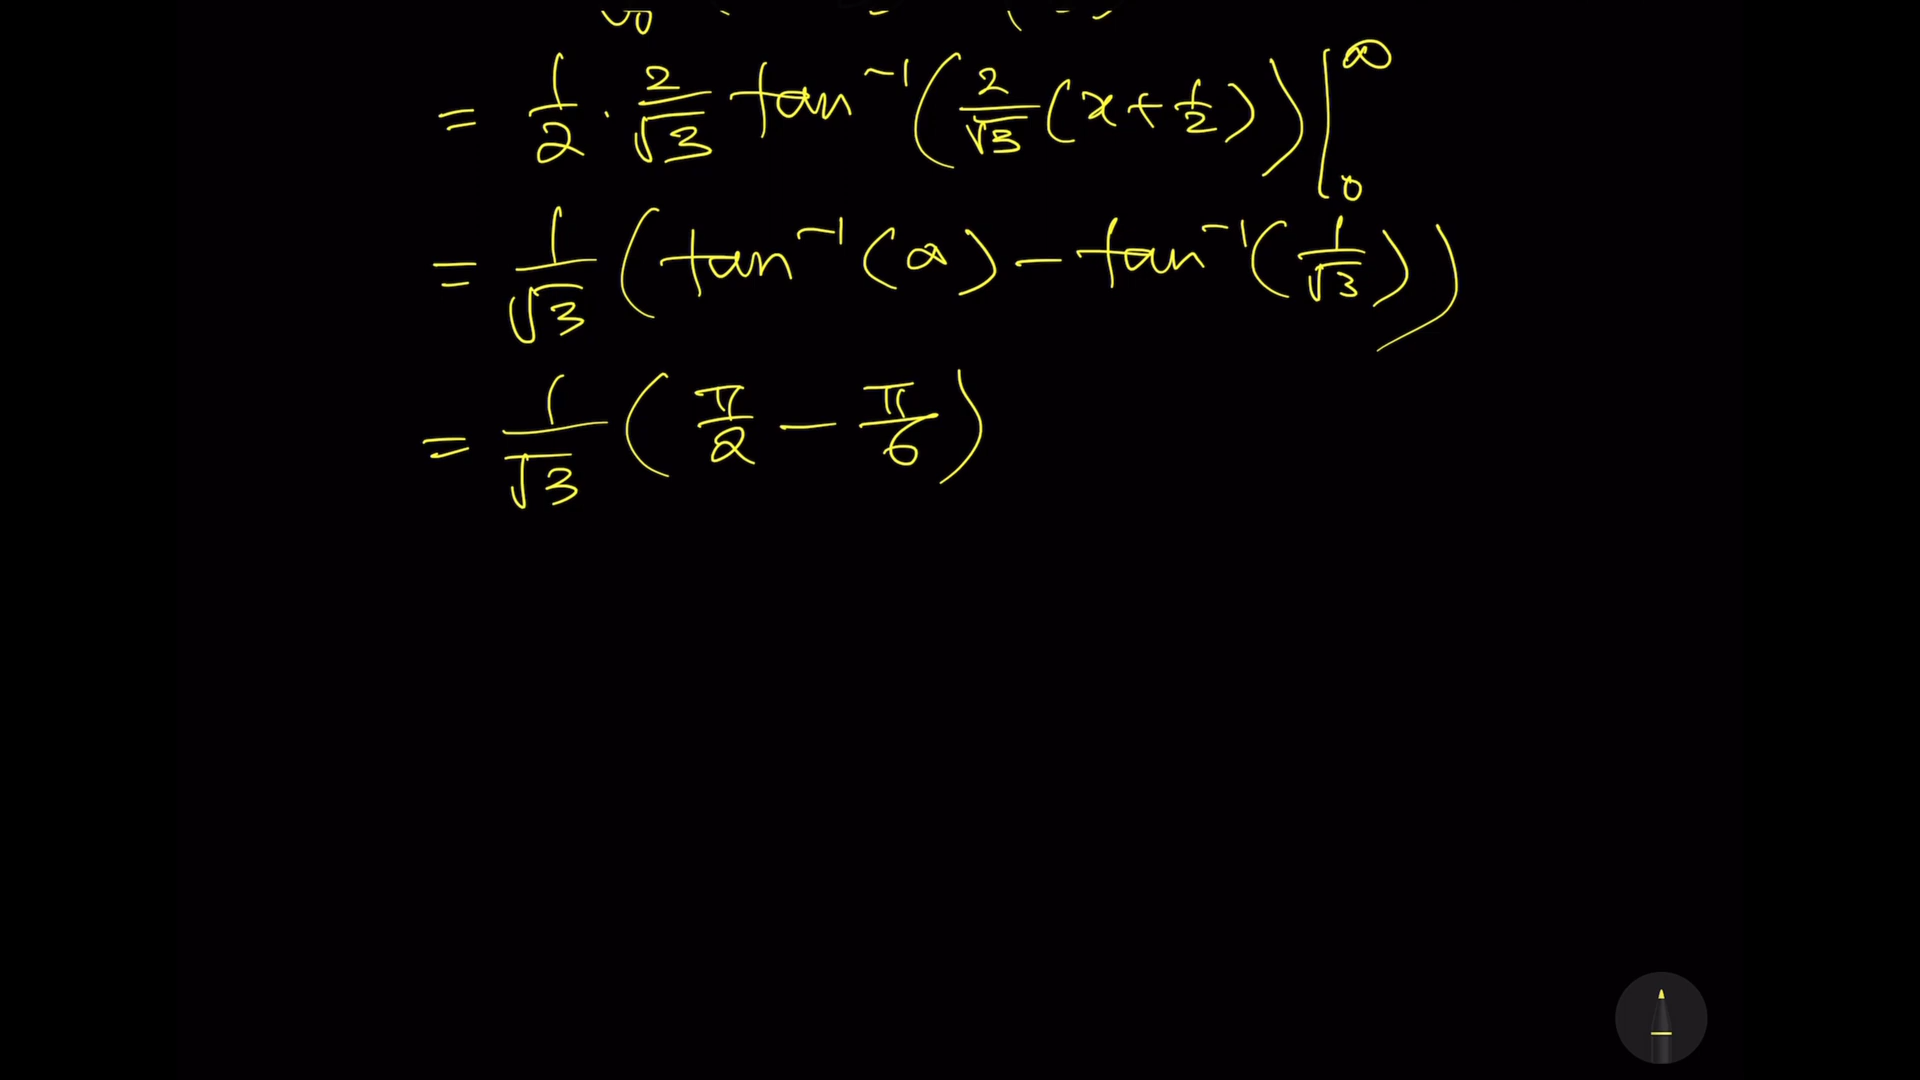 = 1/2 · 2/√3 tan⁻¹(2/√3 (x + 1/2)) |₀^∞
= 1/√3 (tan⁻¹(∞) − tan⁻¹(1/√3))
= 1/√3 (π/2 − π/6)